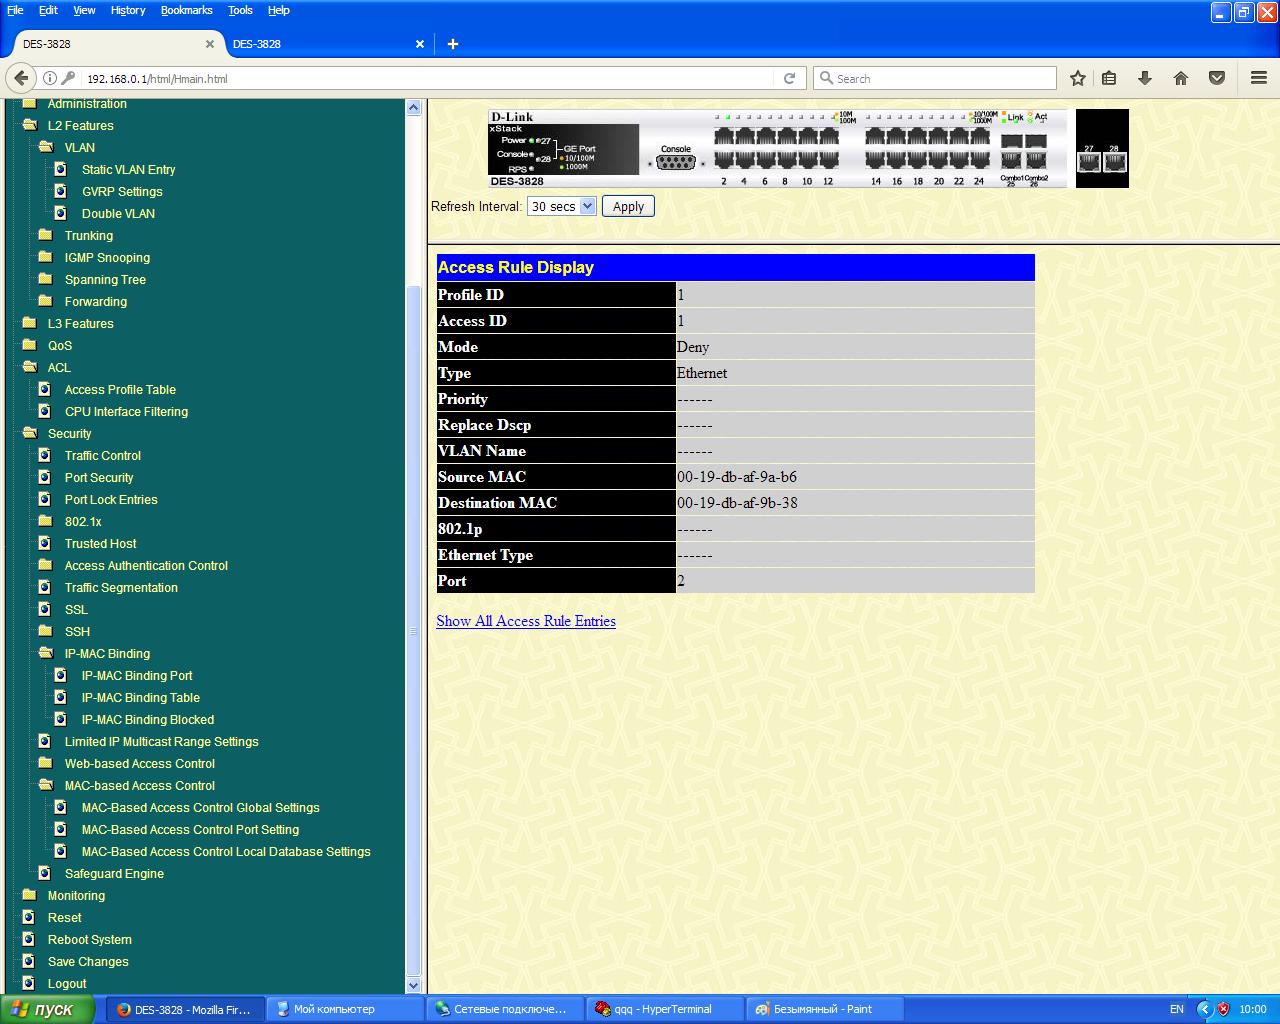 File Edit View History Bookmarks Tools Help
DES-3828
DES-3828
192.168.0.1/html/Hmain.html
Search
Administration
L2 Features
VLAN
Static VLAN Entry
GVRP Settings
Double VLAN
Trunking
IGMP Snooping
Spanning Tree
Forwarding
L3 Features
QoS
ACL
Access Profile Table
CPU Interface Filtering
Security
Traffic Control
Port Security
Port Lock Entries
802.1x
Trusted Host
Access Authentication Control
Traffic Segmentation
SSL
SSH
IP-MAC Binding
IP-MAC Binding Port
IP-MAC Binding Table
IP-MAC Binding Blocked
Limited IP Multicast Range Settings
Web-based Access Control
MAC-based Access Control
MAC-Based Access Control Global Settings
MAC-Based Access Control Port Setting
MAC-Based Access Control Local Database Settings
Safeguard Engine
Monitoring
Reset
Reboot System
Save Changes
Logout
D-Link
xStack
Power 27
Console 28
RPS
GE Port
10/100M
1000M
DES-3828
Console
10M
100M
10/100M
1000M
Link Act
2 4 6 8 10 12 14 16 18 20 22 24
Combo1 Combo2
25 26
27 28
Refresh Interval: 30 secs Apply
Access Rule Display
Profile ID 1
Access ID 1
Mode Deny
Type Ethernet
Priority ------
Replace Dscp ------
VLAN Name ------
Source MAC 00-19-db-af-9a-b6
Destination MAC 00-19-db-af-9b-38
802.1p ------
Ethernet Type ------
Port 2
Show All Access Rule Entries
пуск
DES-3828 - Mozilla Fir...
Мой компьютер
Сетевые подключе...
qqq - HyperTerminal
Безымянный - Paint
EN
10:00